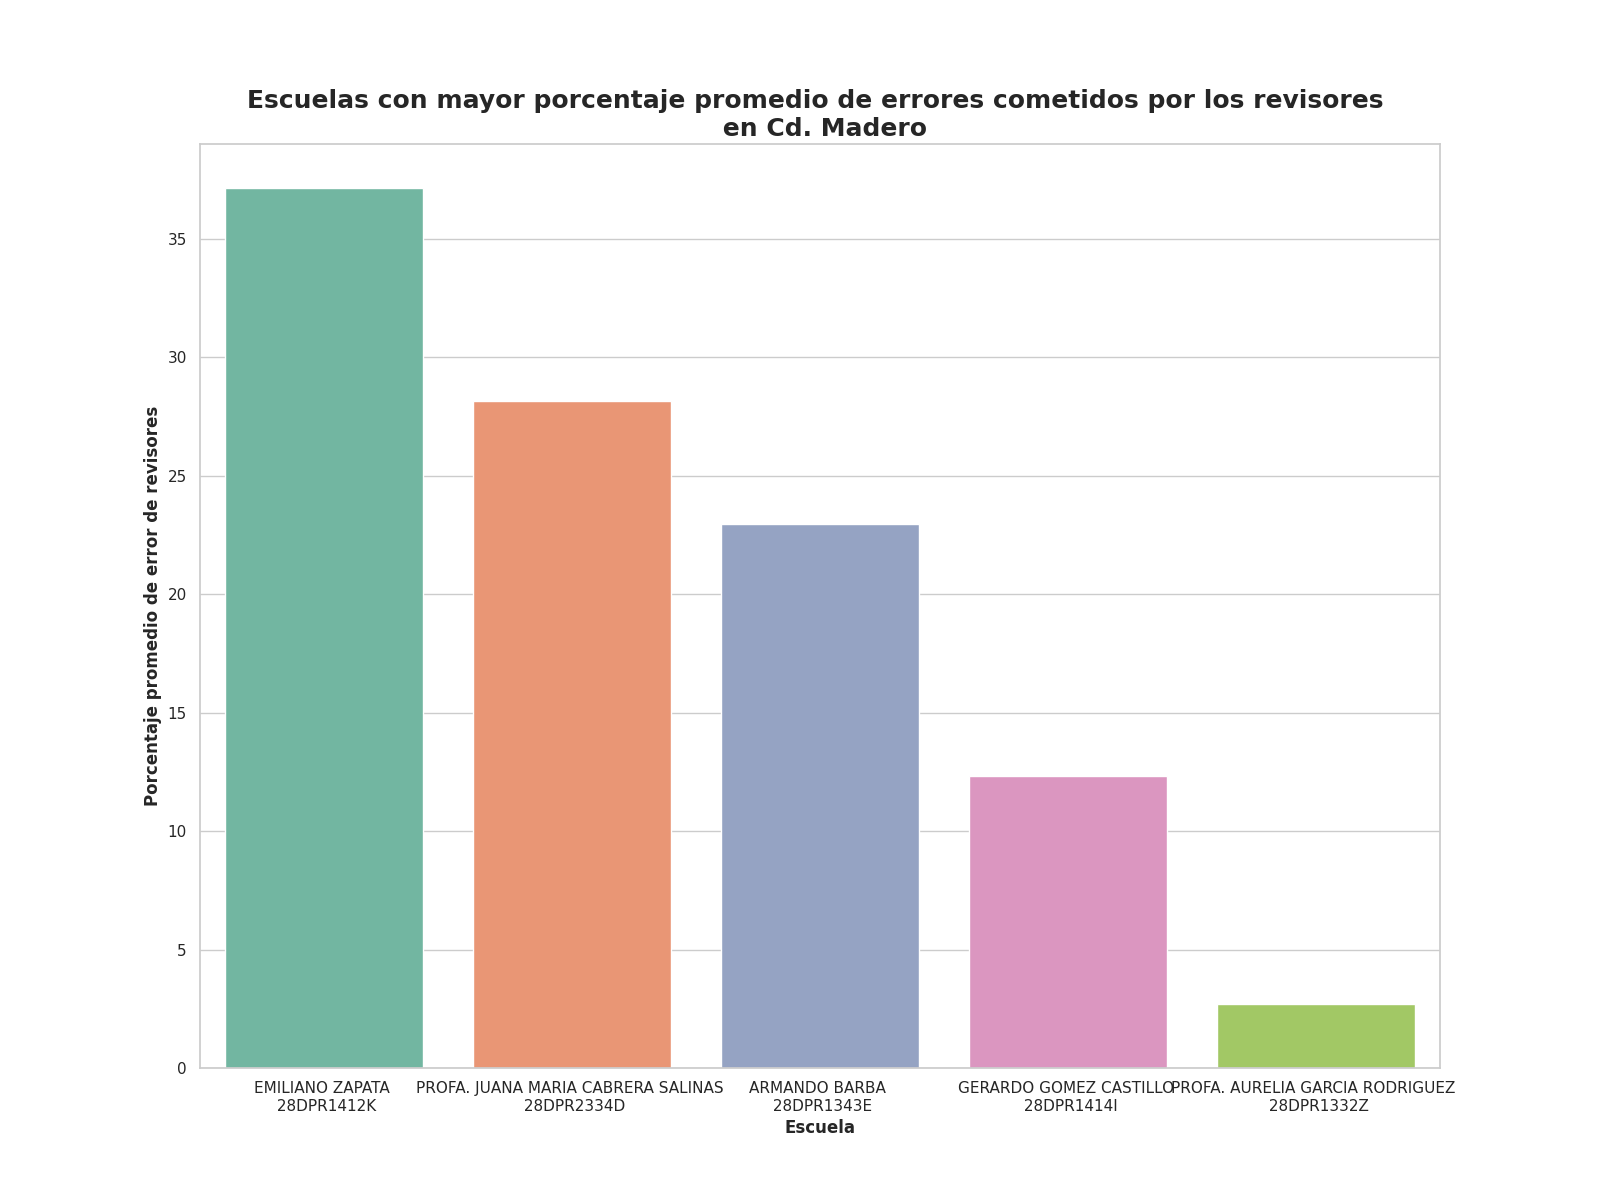 Escuelas con mayor porcentaje promedio de errores cometidos por los revisores
en Cd. Madero
Porcentaje promedio de error de revisores
35
30
25
20
15
10
5
0
EMILIANO ZAPATA
28DPR1412K
PROFA. JUANA MARIA CABRERA SALINAS
28DPR2334D
ARMANDO BARBA
28DPR1343E
GERARDO GOMEZ CASTILLO
28DPR1414I
PROFA. AURELIA GARCIA RODRIGUEZ
28DPR1332Z
Escuela